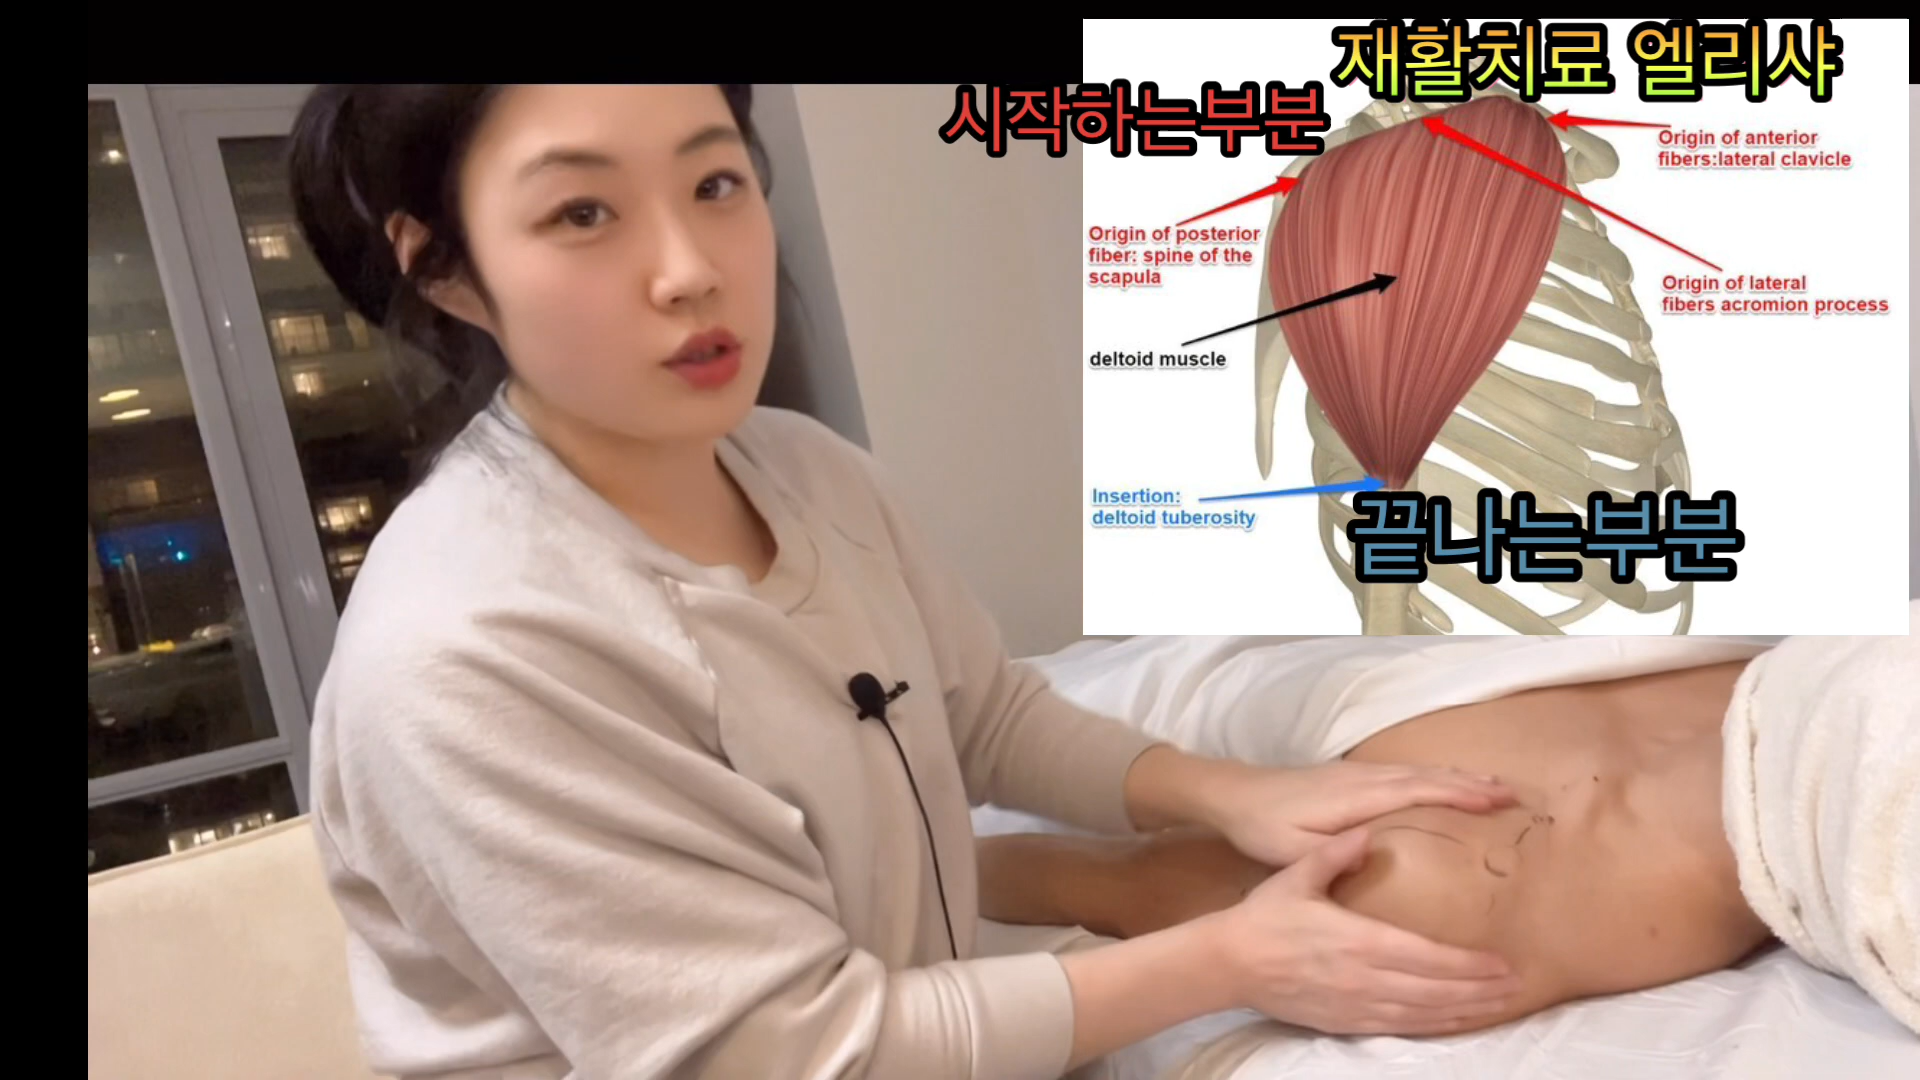 재활치료 엘리샤
시작하는부분
Origin of anterior
fibers:lateral clavicle
Origin of posterior
fiber: spine of the
scapula
Origin of lateral
fibers acromion process
deltoid muscle
Insertion:
deltoid tuberosity
끝나는부분